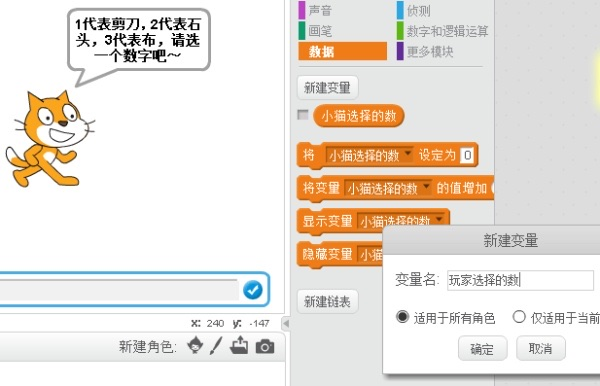 1代表剪刀,2代表石
头，3代表布，请选
一个数字吧～
声音
侦测
画笔
数字和逻辑运算
数据
更多模块
新建变量
小猫选择的数
将 小猫选择的数 设定为 0
将变量 小猫选择的数 的值增加
显示变量 小猫选择的数
隐藏变量 小猫
新建链表
新建变量
变量名: 玩家选择的数
适用于所有角色 仅适用于当前
确定 取消
x: 240 y: -147
新建角色: